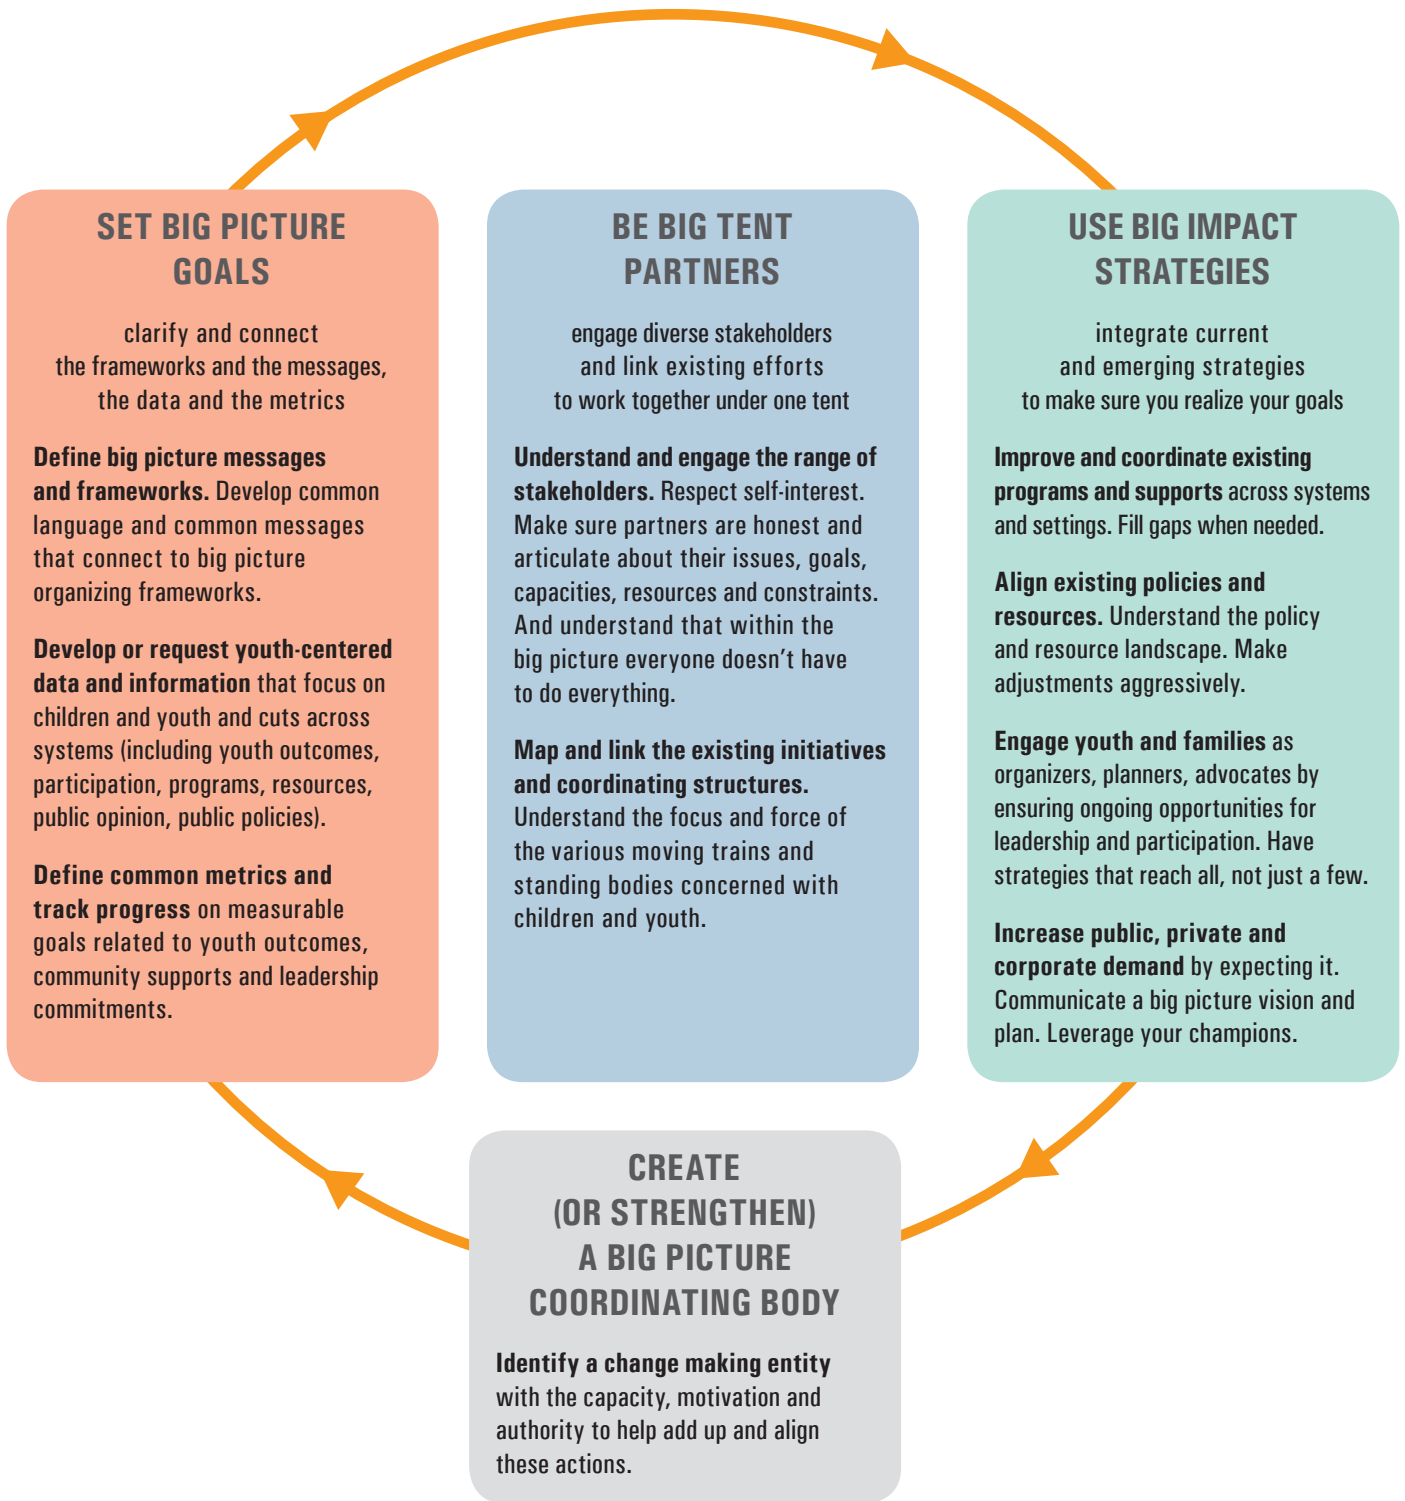 SET BIG PICTURE
GOALS
clarify and connect
the frameworks and the messages,
the data and the metrics
Define big picture messages
and frameworks. Develop common
language and common messages
that connect to big picture
organizing frameworks.
Develop or request youth-centered
data and information that focus on
children and youth and cuts across
systems (including youth outcomes,
participation, programs, resources,
public opinion, public policies).
Define common metrics and
track progress on measurable
goals related to youth outcomes,
community supports and leadership
commitments.
BE BIG TENT
PARTNERS
engage diverse stakeholders
and link existing efforts
to work together under one tent
Understand and engage the range of
stakeholders. Respect self-interest.
Make sure partners are honest and
articulate about their issues, goals,
capacities, resources and constraints.
And understand that within the
big picture everyone doesn’t have
to do everything.
Map and link the existing initiatives
and coordinating structures.
Understand the focus and force of
the various moving trains and
standing bodies concerned with
children and youth.
USE BIG IMPACT
STRATEGIES
integrate current
and emerging strategies
to make sure you realize your goals
Improve and coordinate existing
programs and supports across systems
and settings. Fill gaps when needed.
Align existing policies and
resources. Understand the policy
and resource landscape. Make
adjustments aggressively.
Engage youth and families as
organizers, planners, advocates by
ensuring ongoing opportunities for
leadership and participation. Have
strategies that reach all, not just a few.
Increase public, private and
corporate demand by expecting it.
Communicate a big picture vision and
plan. Leverage your champions.
CREATE
(OR STRENGTHEN)
A BIG PICTURE
COORDINATING BODY
Identify a change making entity
with the capacity, motivation and
authority to help add up and align
these actions.